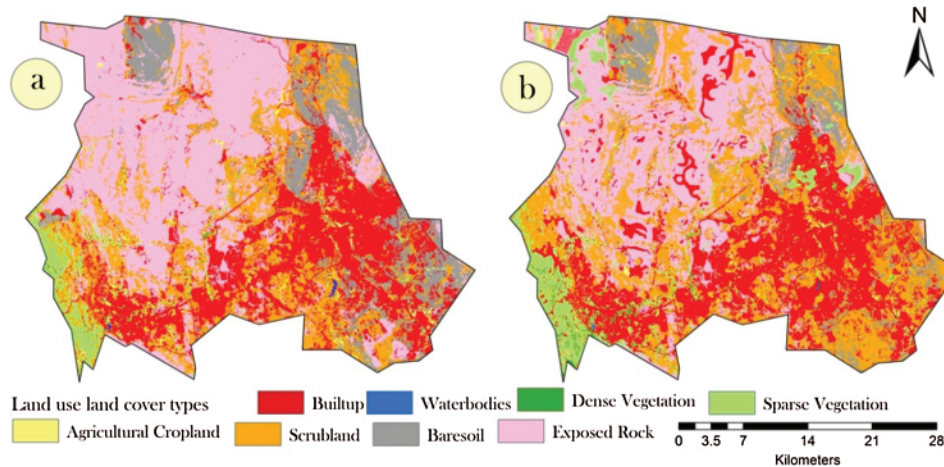 N
a
b
Land use land cover types
Builtup
Waterbodies
Dense Vegetation
Sparse Vegetation
Agricultural Cropland
Scrubland
Baresoil
Exposed Rock
0 3.5 7 14 21 28
Kilometers